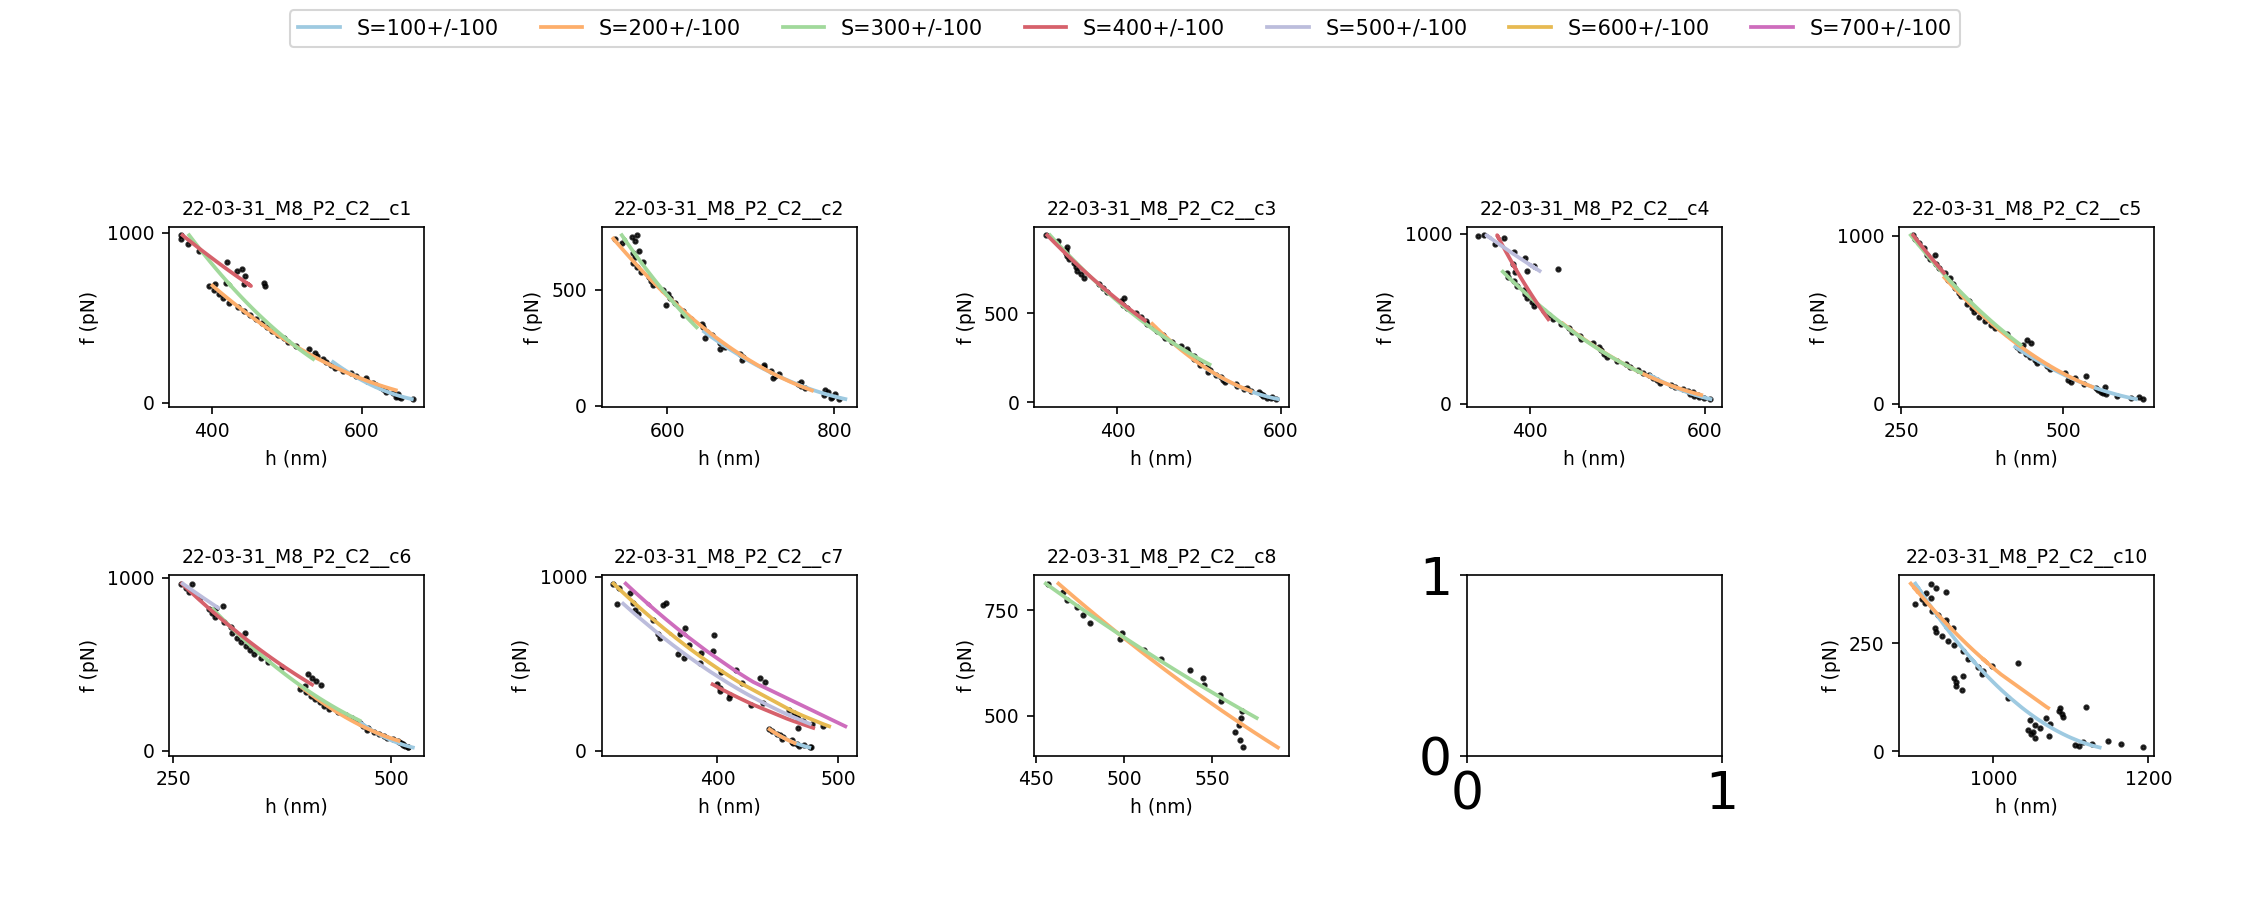 S=100+/-100 S=200+/-100 S=300+/-100 S=400+/-100 S=500+/-100 S=600+/-100 S=700+/-100
22-03-31_M8_P2_C2__c1
1000
0
f (pN)
400 600
h (nm)
22-03-31_M8_P2_C2__c2
500
0
f (pN)
600 800
h (nm)
22-03-31_M8_P2_C2__c3
500
0
f (pN)
400 600
h (nm)
22-03-31_M8_P2_C2__c4
1000
0
f (pN)
400 600
h (nm)
22-03-31_M8_P2_C2__c5
1000
0
f (pN)
250 500
h (nm)
22-03-31_M8_P2_C2__c6
1000
0
f (pN)
250 500
h (nm)
22-03-31_M8_P2_C2__c7
1000
0
f (pN)
400 500
h (nm)
22-03-31_M8_P2_C2__c8
750
500
f (pN)
450 500 550
h (nm)
1
0
0 1
22-03-31_M8_P2_C2__c10
250
0
f (pN)
1000 1200
h (nm)